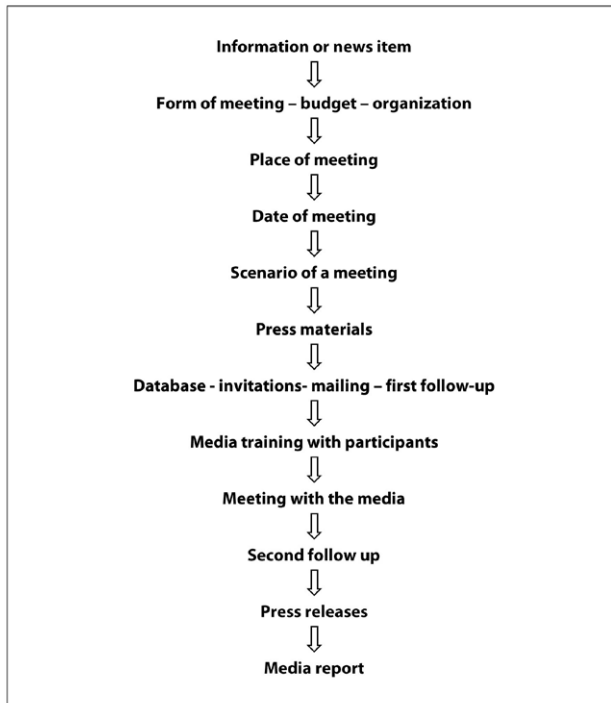 Information or news item
Form of meeting – budget – organization
Place of meeting
Date of meeting
Scenario of a meeting
Press materials
Database - invitations- mailing – first follow-up
Media training with participants
Meeting with the media
Second follow up
Press releases
Media report